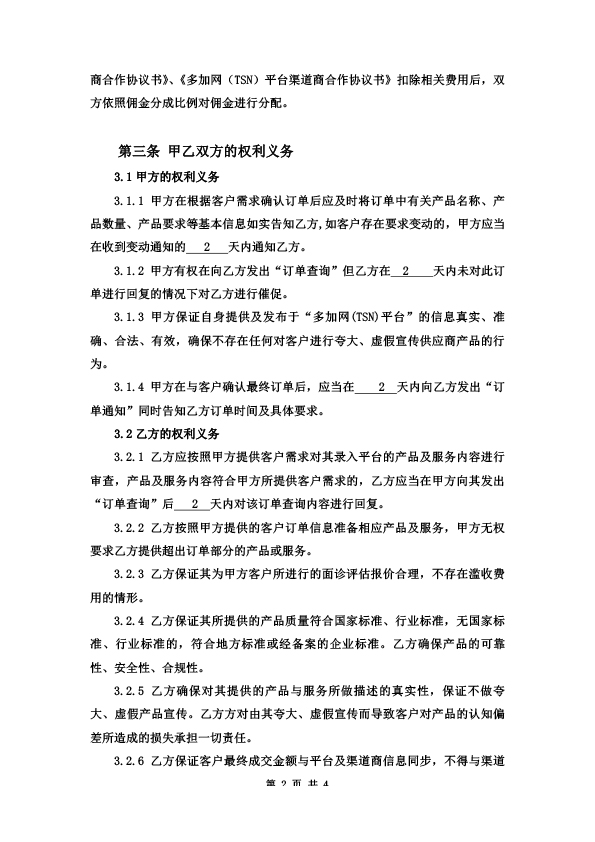 商合作协议书》、《多加网（TSN）平台渠道商合作协议书》扣除相关费用后，双
方依照佣金分成比例对佣金进行分配。
第三条 甲乙双方的权利义务
3.1甲方的权利义务
3.1.1 甲方在根据客户需求确认订单后应及时将订单中有关产品名称、产
品数量、产品要求等基本信息如实告知乙方,如客户存在要求变动的，甲方应当
在收到变动通知的 2 天内通知乙方。
3.1.2 甲方有权在向乙方发出“订单查询”但乙方在 2 天内未对此订
单进行回复的情况下对乙方进行催促。
3.1.3 甲方保证自身提供及发布于“多加网(TSN)平台”的信息真实、准
确、合法、有效，确保不存在任何对客户进行夸大、虚假宣传供应商产品的行
为。
3.1.4 甲方在与客户确认最终订单后，应当在 2 天内向乙方发出“订
单通知”同时告知乙方订单时间及具体要求。
3.2乙方的权利义务
3.2.1 乙方应按照甲方提供客户需求对其录入平台的产品及服务内容进行
审查，产品及服务内容符合甲方所提供客户需求的，乙方应当在甲方向其发出
“订单查询”后 2 天内对该订单查询内容进行回复。
3.2.2 乙方按照甲方提供的客户订单信息准备相应产品及服务，甲方无权
要求乙方提供超出订单部分的产品或服务。
3.2.3 乙方保证其为甲方客户所进行的面诊评估报价合理，不存在滥收费
用的情形。
3.2.4 乙方保证其所提供的产品质量符合国家标准、行业标准，无国家标
准、行业标准的，符合地方标准或经备案的企业标准。乙方确保产品的可靠
性、安全性、合规性。
3.2.5 乙方确保对其提供的产品与服务所做描述的真实性，保证不做夸
大、虚假产品宣传。乙方方对由其夸大、虚假宣传而导致客户对产品的认知偏
差所造成的损失承担一切责任。
3.2.6 乙方保证客户最终成交金额与平台及渠道商信息同步，不得与渠道
第 2 页 共 4